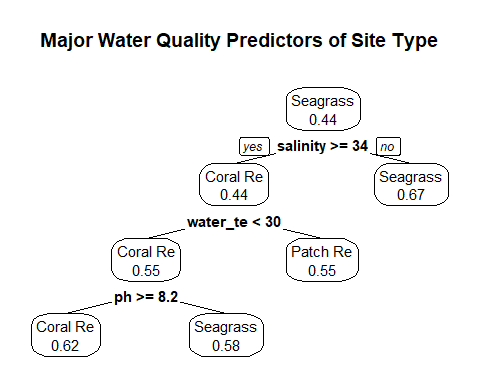 Major Water Quality Predictors of Site Type
Seagrass
0.44
yes salinity >= 34 no
Coral Re
0.44
Seagrass
0.67
water_te < 30
Coral Re
0.55
Patch Re
0.55
ph >= 8.2
Coral Re
0.62
Seagrass
0.58